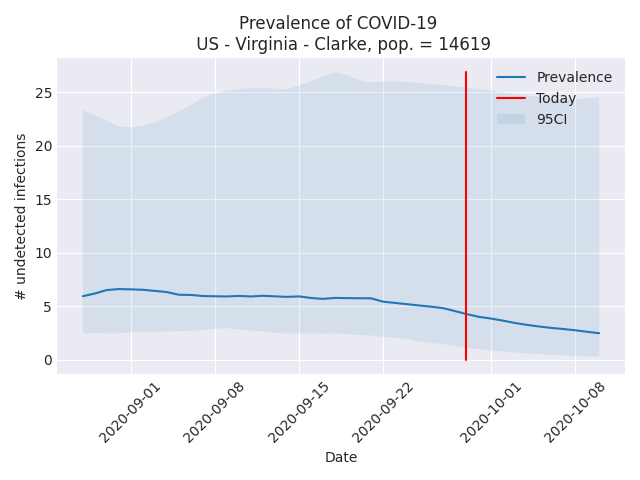 Prevalence of COVID-19
US - Virginia - Clarke, pop. = 14619
Prevalence
Today
95CI
# undetected infections
25
20
15
10
5
0
2020-09-01
2020-09-08
2020-09-15
2020-09-22
2020-10-01
2020-10-08
Date